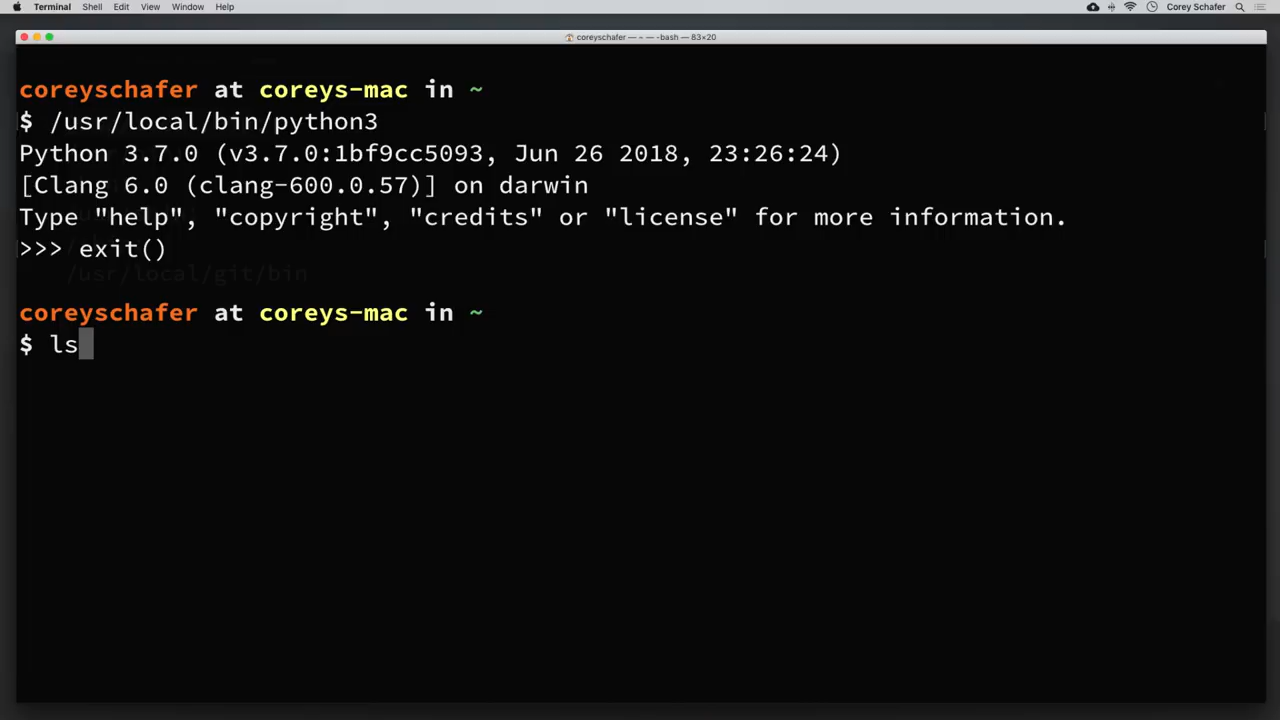 Terminal Shell Edit View Window Help Corey Schafer
coreyschafer — ~ — -bash — 83×20
coreyschafer at coreys-mac in ~
$ /usr/local/bin/python3
Python 3.7.0 (v3.7.0:1bf9cc5093, Jun 26 2018, 23:26:24)
[Clang 6.0 (clang-600.0.57)] on darwin
Type "help", "copyright", "credits" or "license" for more information.
>>> exit()
/usr/local/git/bin
coreyschafer at coreys-mac in ~
$ ls